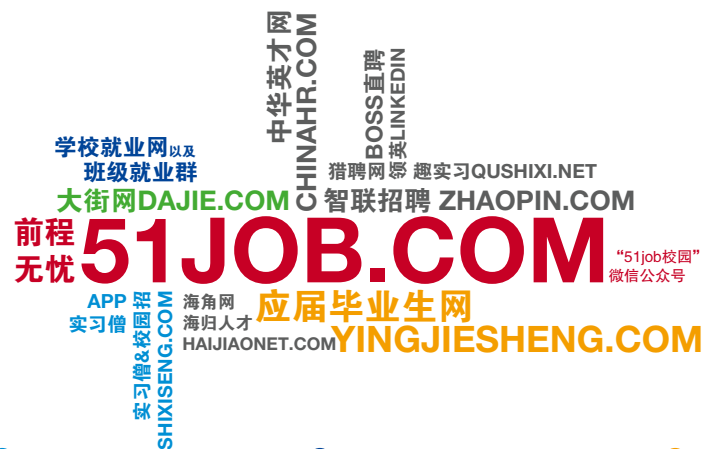 中华英才网
CHINAHR.COM
BOSS直聘
领英LINKEDIN
学校就业网以及
班级就业群
猎聘网
趣实习QUSHIXI.NET
大街网DAJIE.COM
智联招聘 ZHAOPIN.COM
前程
无忧
51JOB.COM
“51job校园”
微信公众号
APP
实习僧
实习僧&校园招
SHIXISENG.COM
海角网
海归人才
HAIJIAONET.COM
应届毕业生网
YINGJIESHENG.COM